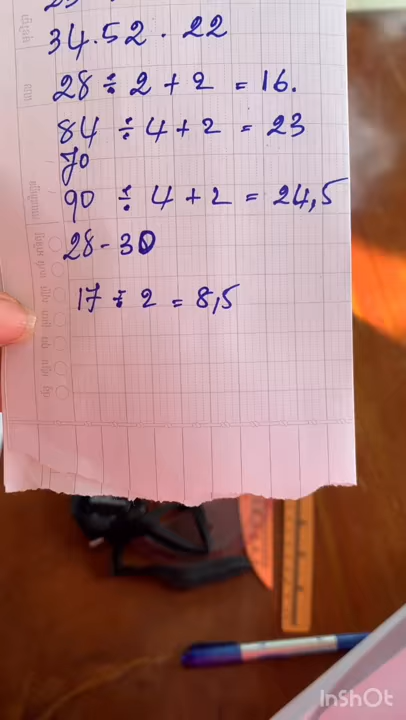 34.52.22
28 ÷ 2 + 2 = 16.
84 ÷ 4 + 2 = 23
70
90 ÷ 4 + 2 = 24,5
28-30
17 ÷ 2 = 8,5
InShOt